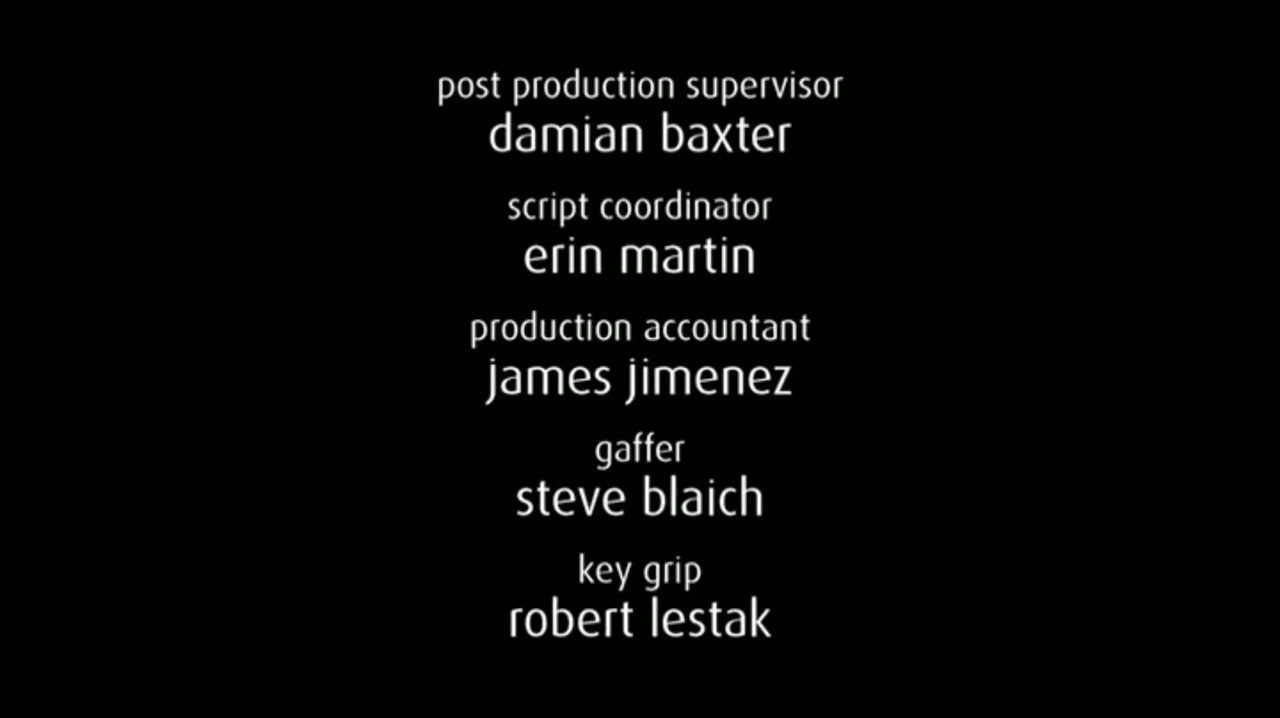 post production supervisor
damian baxter
script coordinator
erin martin
production accountant
james jimenez
gaffer
steve blaich
key grip
robert lestak